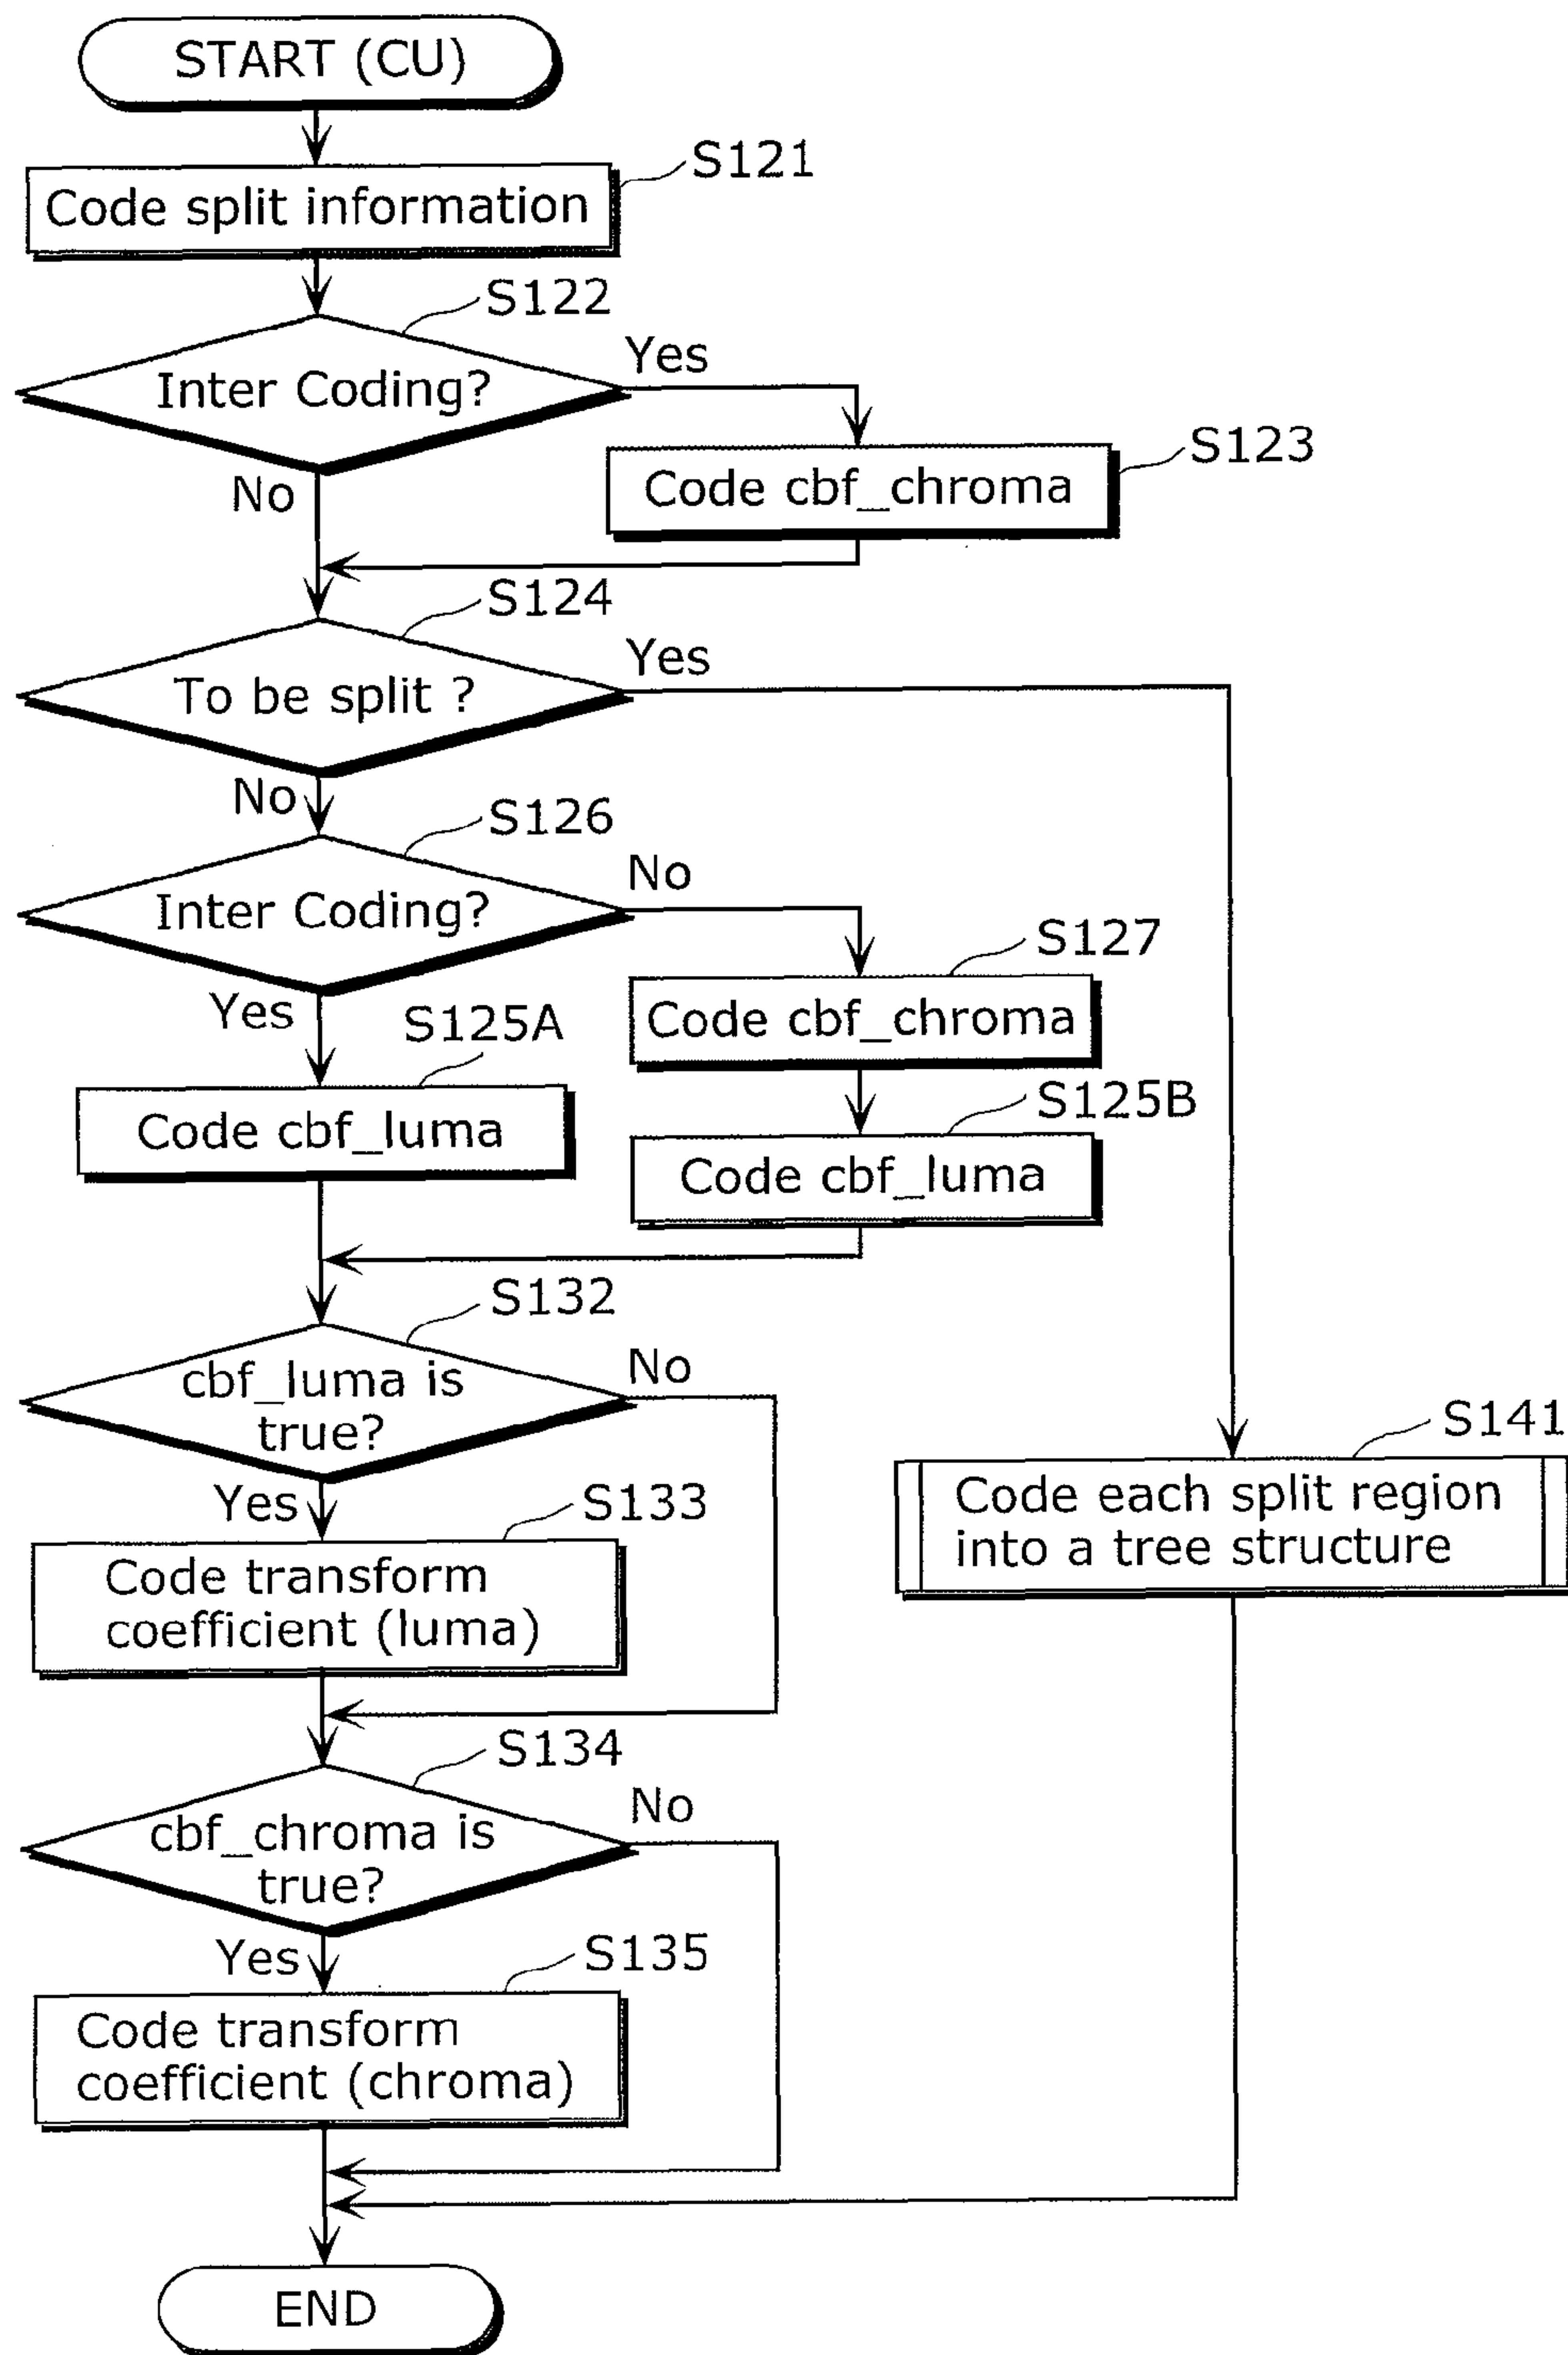 START (CU)
S121
Code split information
S122
Inter Coding?
Yes
No
S123
Code cbf_chroma
S124
To be split ?
Yes
No
S126
Inter Coding?
No
Yes
S127
Code cbf_chroma
S125A
Code cbf_luma
S125B
Code cbf_luma
S132
cbf_luma is
true?
No
Yes
S133
Code transform
coefficient (luma)
S141
Code each split region
into a tree structure
S134
cbf_chroma is
true?
No
Yes
S135
Code transform
coefficient (chroma)
END